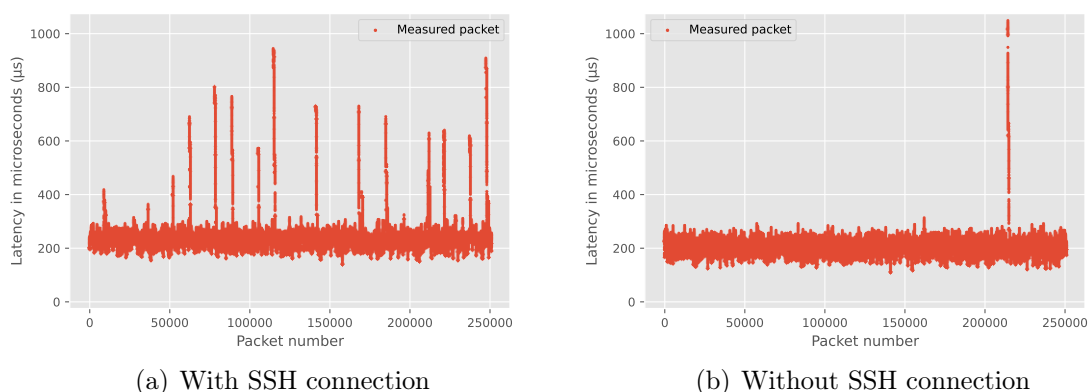 Measured packet
1000
800
600
400
200
0
Latency in microseconds (µs)
0 50000 100000 150000 200000 250000
Packet number
(a) With SSH connection
Measured packet
1000
800
600
400
200
0
Latency in microseconds (µs)
0 50000 100000 150000 200000 250000
Packet number
(b) Without SSH connection